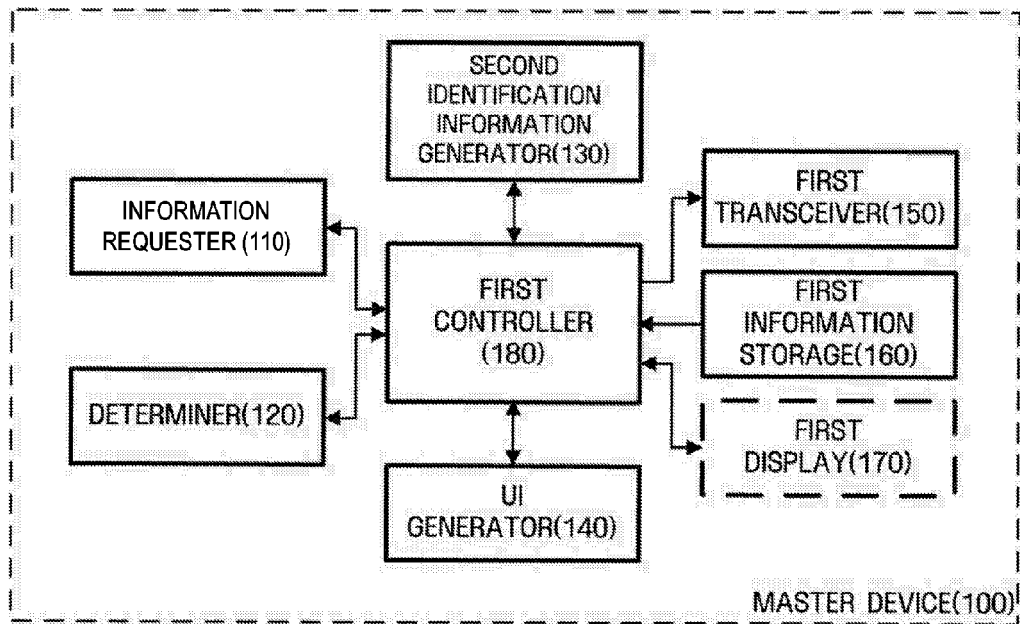 SECOND
IDENTIFICATION
INFORMATION
GENERATOR(130)
INFORMATION
REQUESTER (110)
FIRST
TRANSCEIVER(150)
FIRST
CONTROLLER
(180)
FIRST
INFORMATION
STORAGE(160)
DETERMINER(120)
FIRST
DISPLAY(170)
UI
GENERATOR(140)
MASTER DEVICE(100)